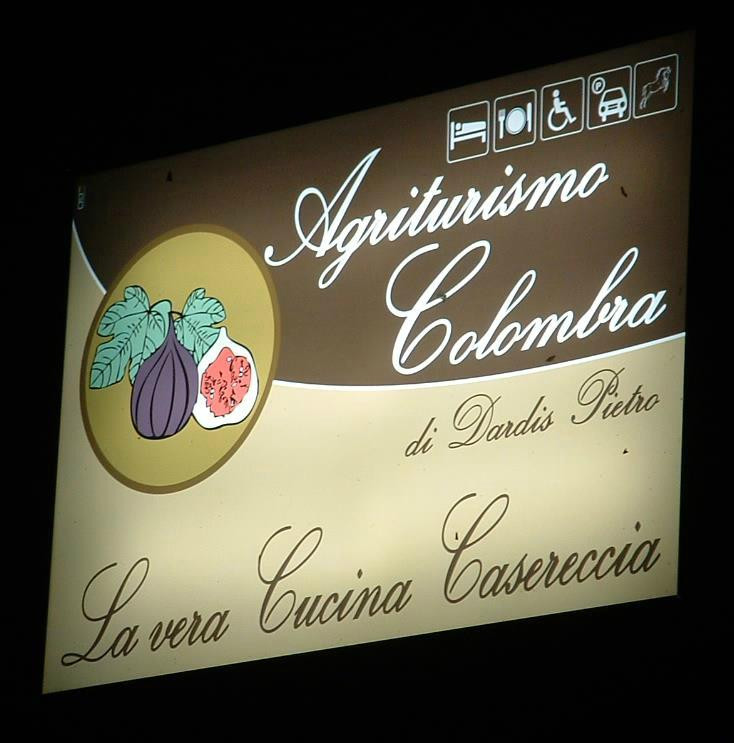 P
Agriturismo
Colombra
di Dardis Pietro
La vera Cucina Casereccia